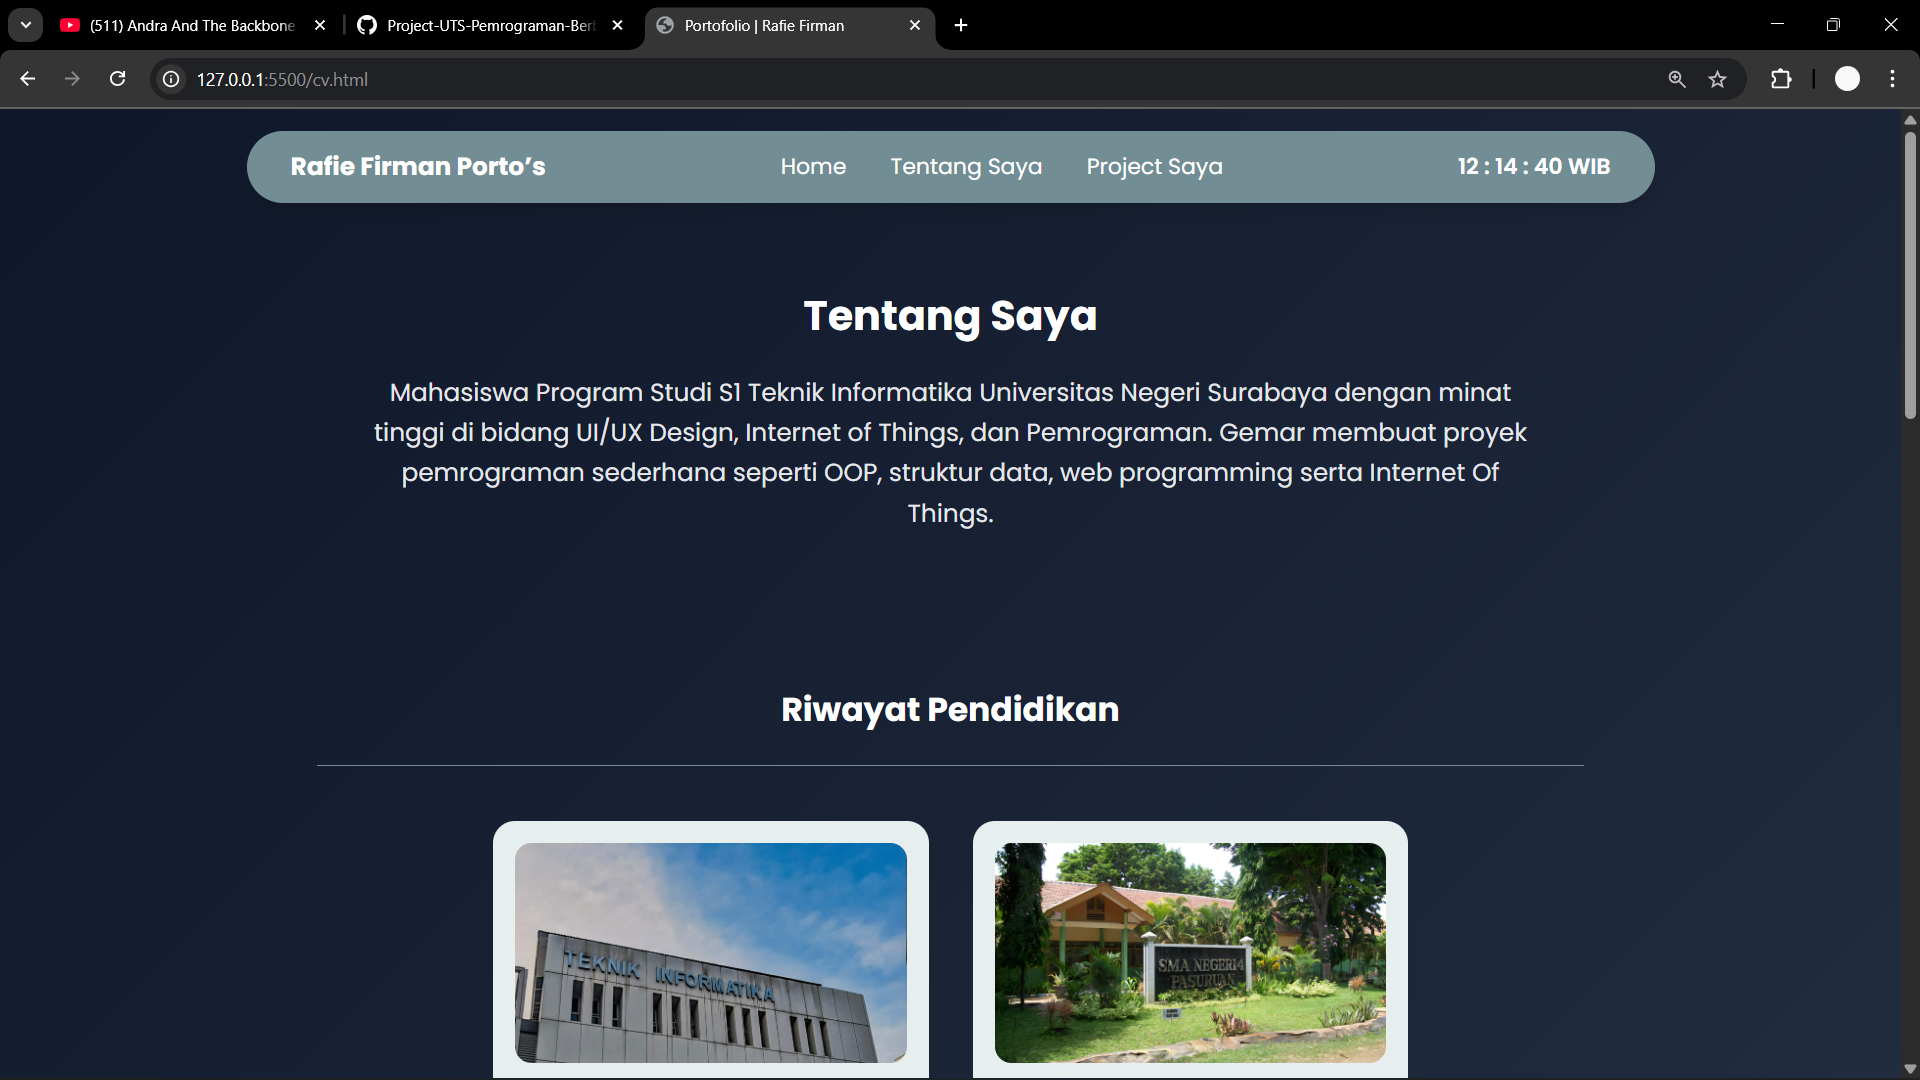 (511) Andra And The Backbone
Project-UTS-Pemrograman-Ber
Portofolio | Rafie Firman
127.0.0.1:5500/cv.html
Rafie Firman Porto’s
Home
Tentang Saya
Project Saya
12 : 14 : 40 WIB
Tentang Saya
Mahasiswa Program Studi S1 Teknik Informatika Universitas Negeri Surabaya dengan minat
tinggi di bidang UI/UX Design, Internet of Things, dan Pemrograman. Gemar membuat proyek
pemrograman sederhana seperti OOP, struktur data, web programming serta Internet Of
Things.
Riwayat Pendidikan
TEKNIK INFORMATIKA
SMA NEGERI 4
PASURUAN